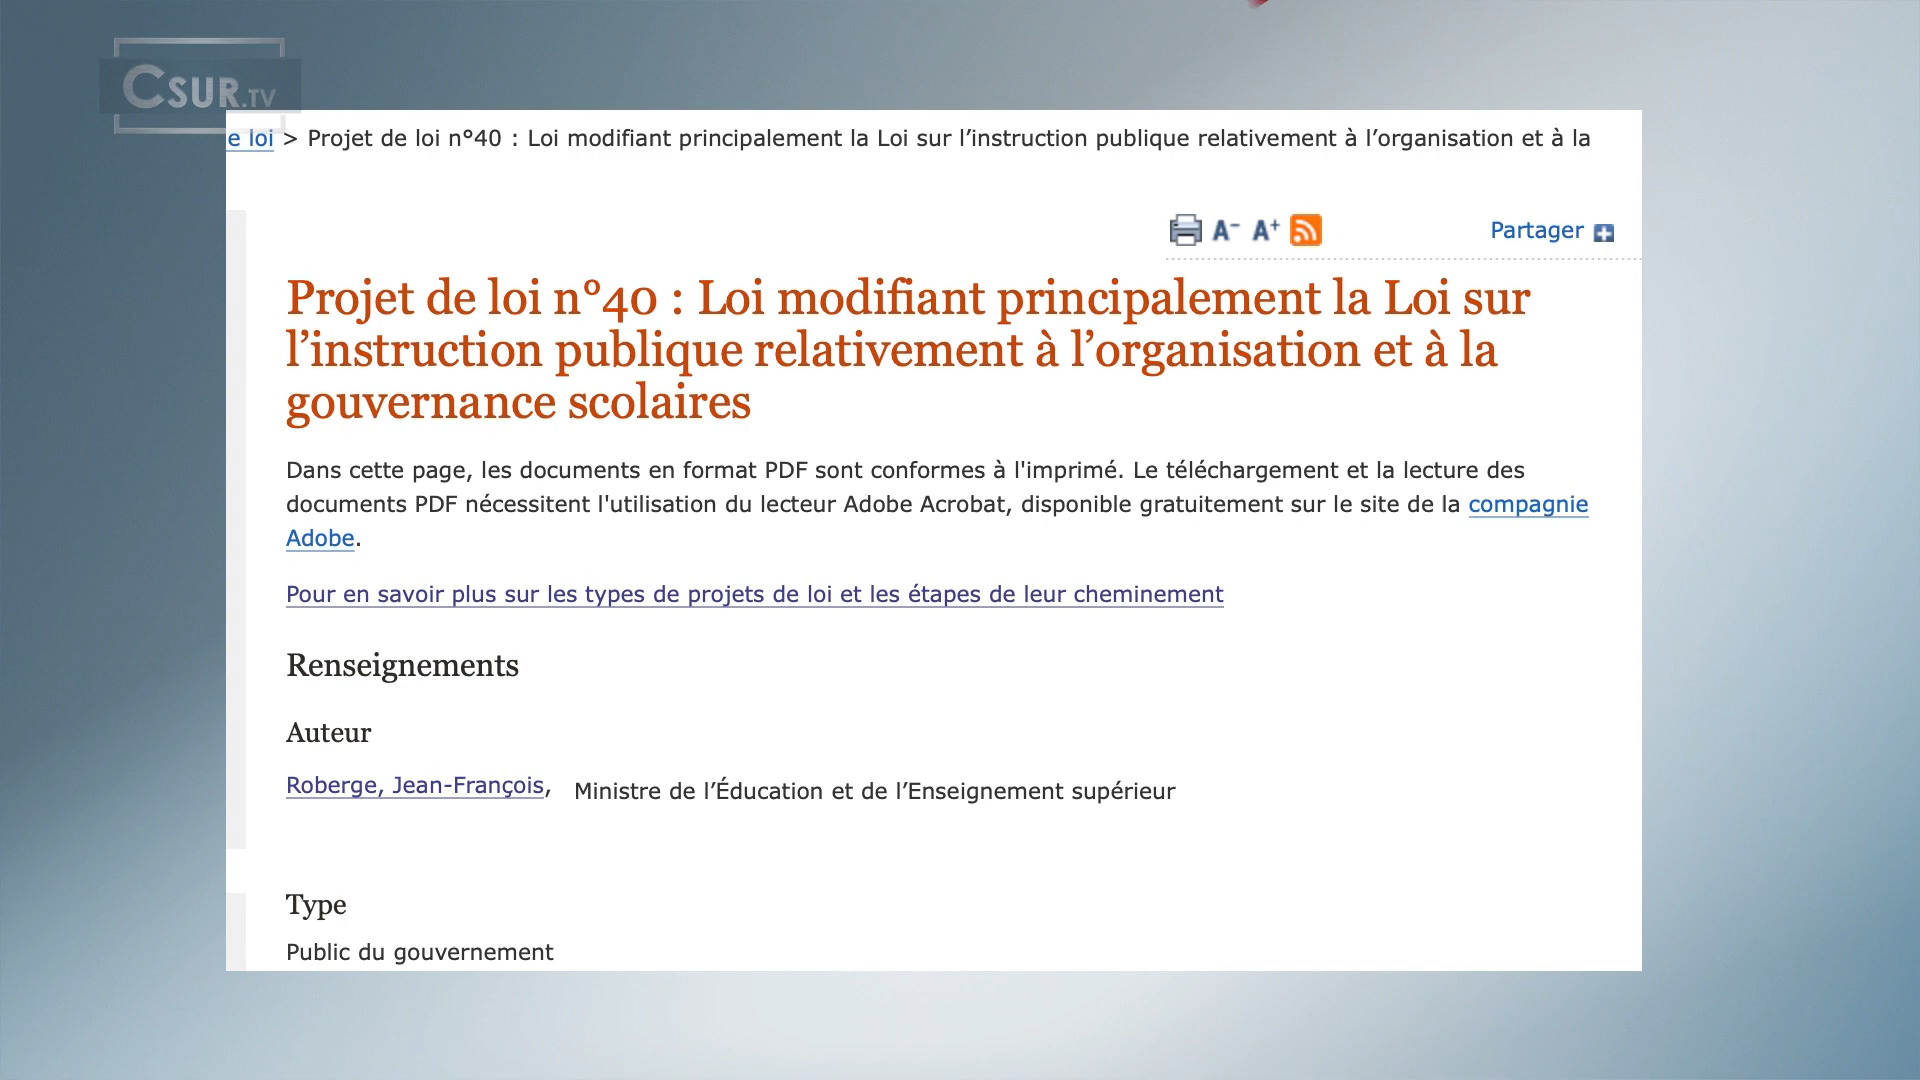 CSUR.TV
e loi > Projet de loi n°40 : Loi modifiant principalement la Loi sur l’instruction publique relativement à l’organisation et à la
A- A+
Partager
Projet de loi n°40 : Loi modifiant principalement la Loi sur
l’instruction publique relativement à l’organisation et à la
gouvernance scolaires
Dans cette page, les documents en format PDF sont conformes à l'imprimé. Le téléchargement et la lecture des
documents PDF nécessitent l'utilisation du lecteur Adobe Acrobat, disponible gratuitement sur le site de la compagnie
Adobe.
Pour en savoir plus sur les types de projets de loi et les étapes de leur cheminement
Renseignements
Auteur
Roberge, Jean-François, Ministre de l’Éducation et de l’Enseignement supérieur
Type
Public du gouvernement